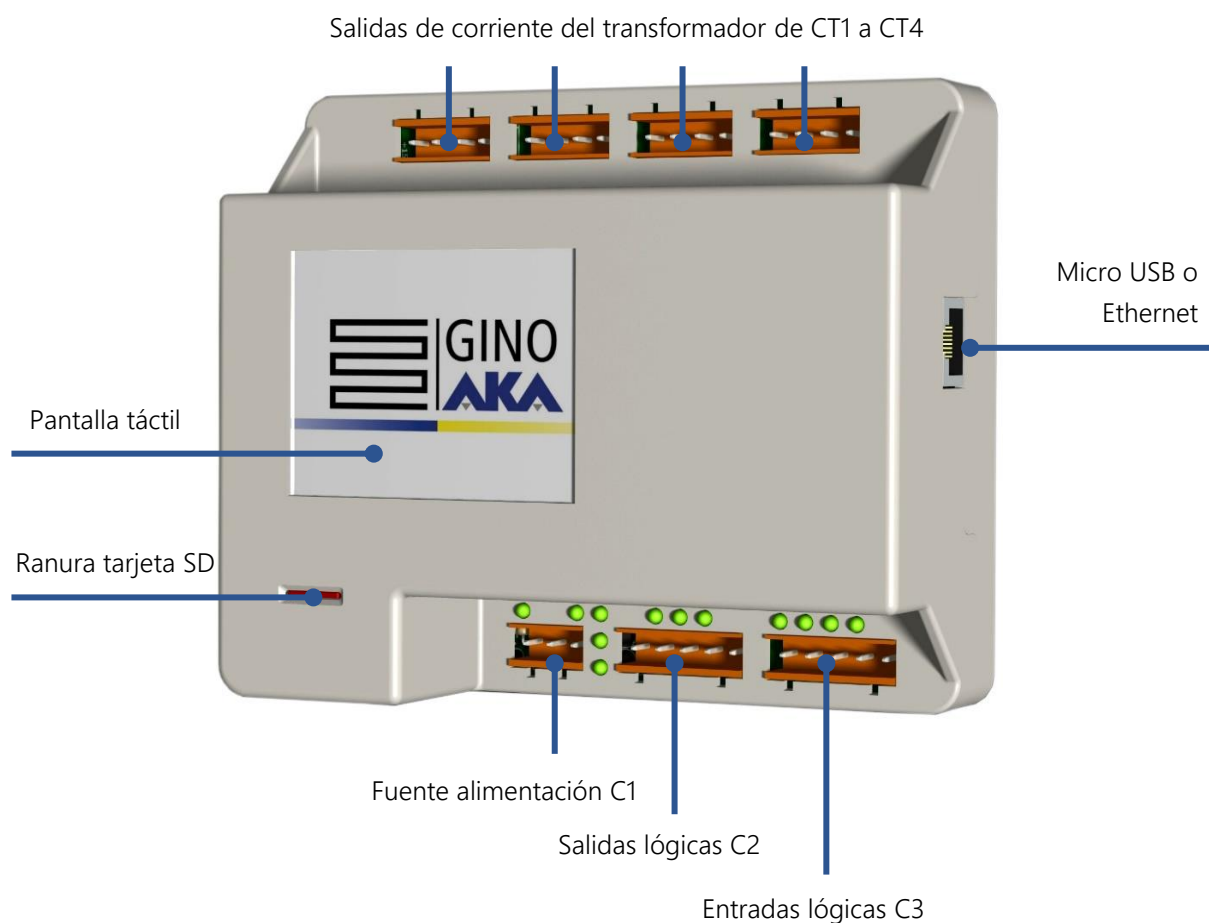 Salidas de corriente del transformador de CT1 a CT4
Micro USB o
Ethernet
GINO
AKA
Pantalla táctil
Ranura tarjeta SD
Fuente alimentación C1
Salidas lógicas C2
Entradas lógicas C3